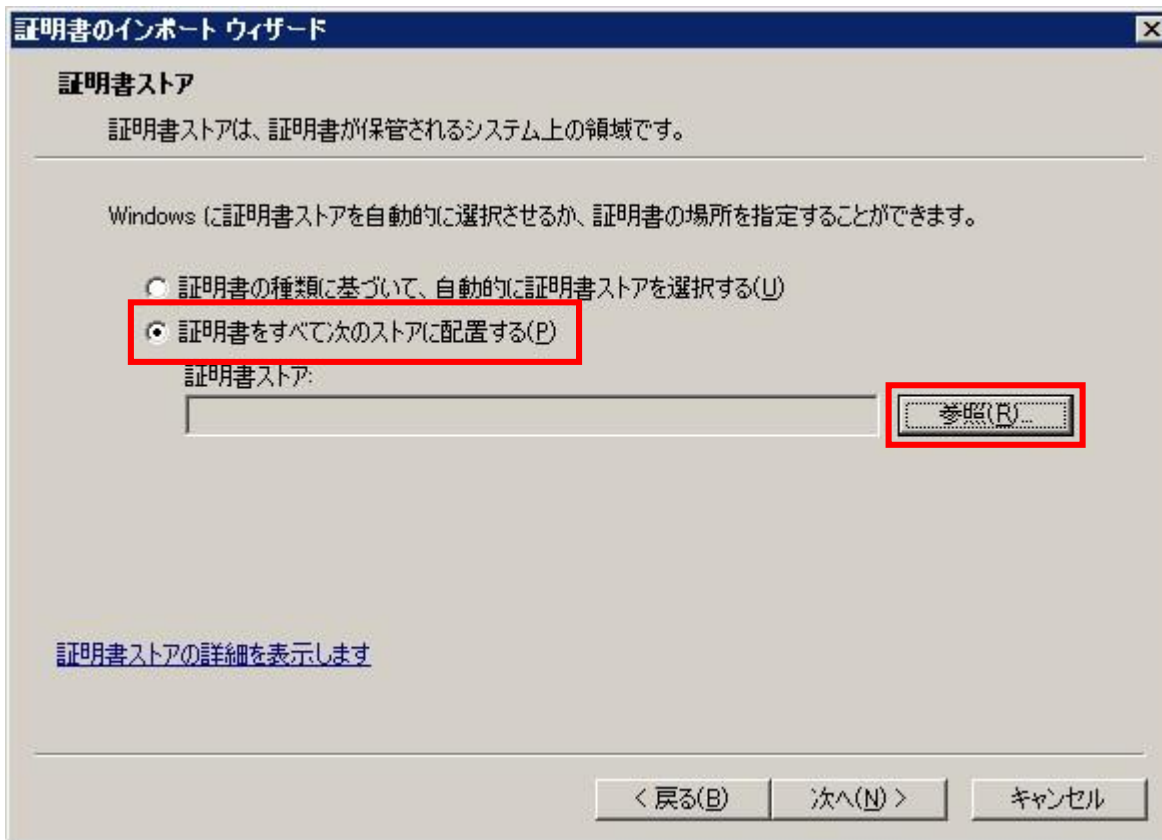 証明書のインポート ウィザード
証明書ストア
証明書ストアは、証明書が保管されるシステム上の領域です。
Windows に証明書ストアを自動的に選択させるか、証明書の場所を指定することができます。
証明書の種類に基づいて、自動的に証明書ストアを選択する(U)
証明書をすべて次のストアに配置する(P)
証明書ストア:
参照(R)...
証明書ストアの詳細を表示します
< 戻る(B)
次へ(N) >
キャンセル